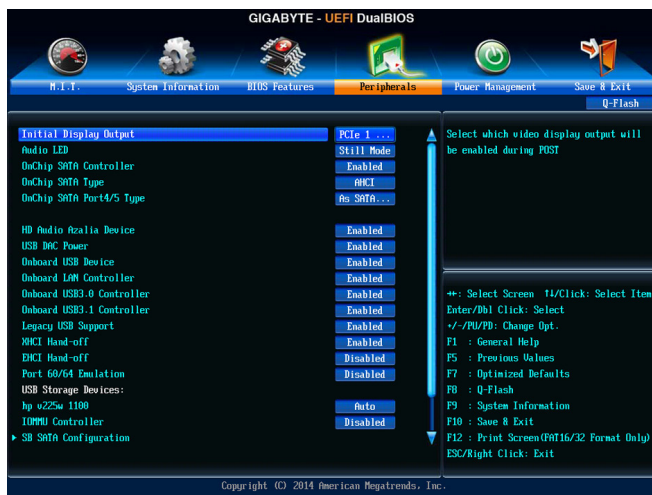 GIGABYTE - UEFI DualBIOS
M.I.T.
System Information
BIOS Features
Peripherals
Power Management
Save & Exit
Q-Flash
Initial Display Output PCIe 1 ...
Audio LED Still Mode
OnChip SATA Controller Enabled
OnChip SATA Type AHCI
OnChip SATA Port4/5 Type As SATA...
HD Audio Azalia Device Enabled
USB DAC Power Enabled
Onboard USB Device Enabled
Onboard LAN Controller Enabled
Onboard USB3.0 Controller Enabled
Onboard USB3.1 Controller Enabled
Legacy USB Support Enabled
XHCI Hand-off Enabled
EHCI Hand-off Disabled
Port 60/64 Emulation Disabled
USB Storage Devices:
hp v225w 1100 Auto
IOMMU Controller Disabled
SB SATA Configuration
Select which video display output will
be enabled during POST
→←: Select Screen ↑↓/Click: Select Item
Enter/Dbl Click: Select
+/-/PU/PD: Change Opt.
F1 : General Help
F5 : Previous Values
F7 : Optimized Defaults
F8 : Q-Flash
F9 : System Information
F10 : Save & Exit
F12 : Print Screen(FAT16/32 Format Only)
ESC/Right Click: Exit
Copyright (C) 2014 American Megatrends, Inc.